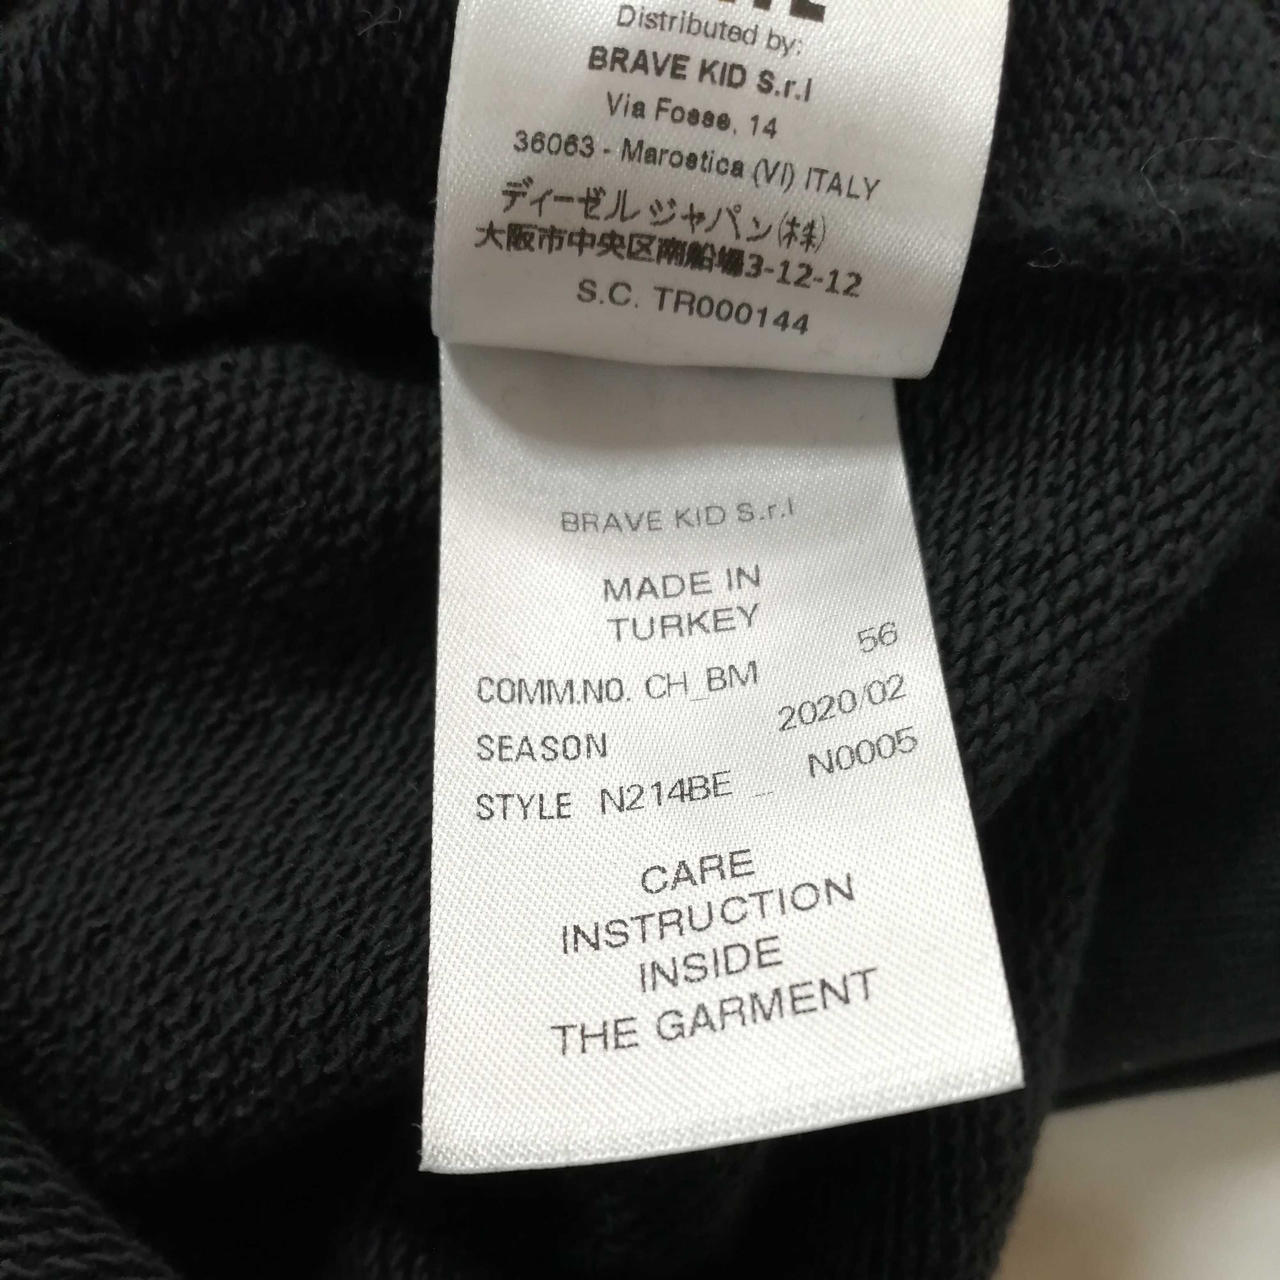 Distributed by:
BRAVE KID S.r.l
Via Fosse, 14
36063 - Marostica (VI) ITALY
ディーゼル ジャパン(株)
大阪市中央区南船場3-12-12
S.C. TR000144
BRAVE KID S.r.l
MADE IN
TURKEY
56
COMM.NO. CH_BM
SEASON 2020/02
STYLE N214BE _ N0005
CARE
INSTRUCTION
INSIDE
THE GARMENT